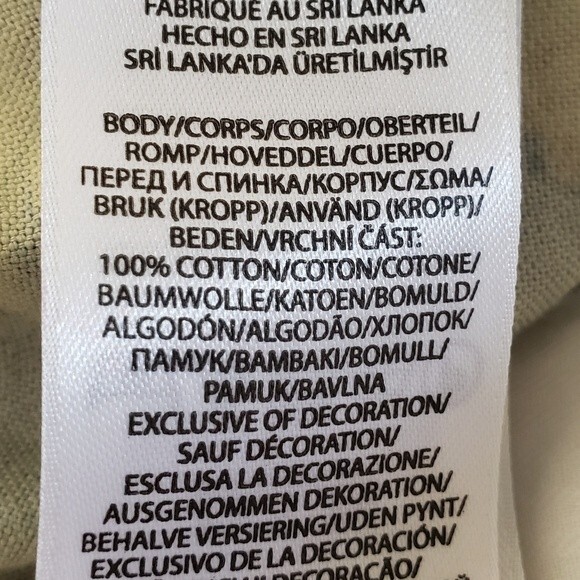 FABRIQUÉ AU SRI LANKA
HECHO EN SRI LANKA
SRİ LANKA'DA ÜRETİLMİŞTİR
BODY/CORPS/CORPO/OBERTEIL/
ROMP/HOVEDDEL/CUERPO/
ПЕРЕД И СПИНКА/КОРПУС/ΣΩΜΑ/
BRUK (KROPP)/ANVÄND (KROPP)/
BEDEN/VRCHNÍ ČÁST:
100% COTTON/COTON/COTONE/
BAUMWOLLE/KATOEN/BOMULD/
ALGODÓN/ALGODÃO/ХЛОПОК/
ПАМУК/ΒΑΜΒΑΚΙ/BOMULL/
PAMUK/BAVLNA
EXCLUSIVE OF DECORATION/
SAUF DÉCORATION/
ESCLUSA LA DECORAZIONE/
AUSGENOMMEN DEKORATION/
BEHALVE VERSIERING/UDEN PYNT/
EXCLUSIVO DE DECORACIÓN/
DECORAÇÃO/